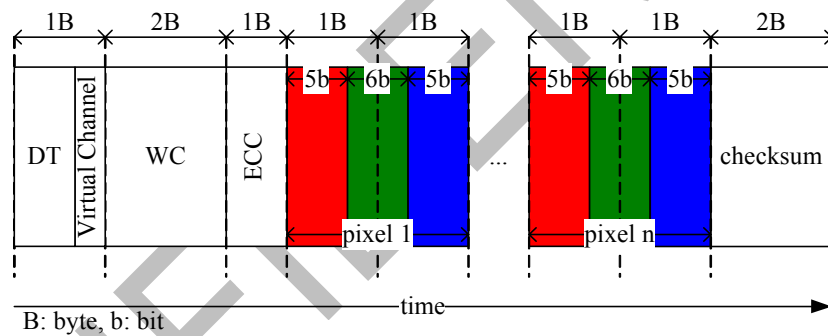 1B 2B 1B 1B 1B 1B 1B 2B
5b 6b 5b 5b 6b 5b
DT Virtual Channel WC ECC ... checksum
pixel 1 pixel n
time
B: byte, b: bit